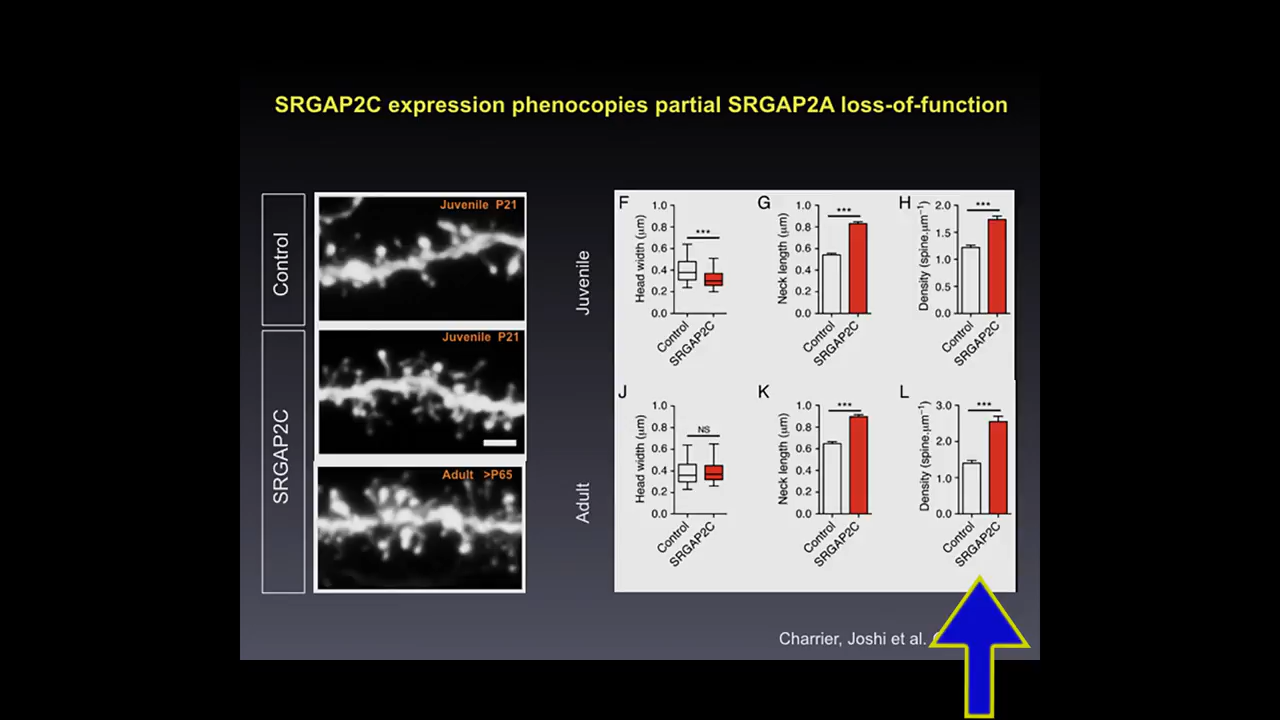 SRGAP2C expression phenocopies partial SRGAP2A loss-of-function
Control
SRGAP2C
Juvenile P21
Juvenile P21
Adult >P65
Juvenile
Adult
F
Head width (μm)
1.0
0.8
0.6
0.4
0.2
0.0
***
Control
SRGAP2C
G
Neck length (μm)
1.0
0.8
0.6
0.4
0.2
0.0
***
Control
SRGAP2C
H
Density (spine.μm⁻¹)
2.0
1.5
1.0
0.5
0.0
***
Control
SRGAP2C
J
Head width (μm)
1.0
0.8
0.6
0.4
0.2
0.0
NS
Control
SRGAP2C
K
Neck length (μm)
1.0
0.8
0.6
0.4
0.2
0.0
***
Control
SRGAP2C
L
Density (spine.μm⁻¹)
3.0
2.0
1.0
0.0
***
Control
SRGAP2C
Charrier, Joshi et al.